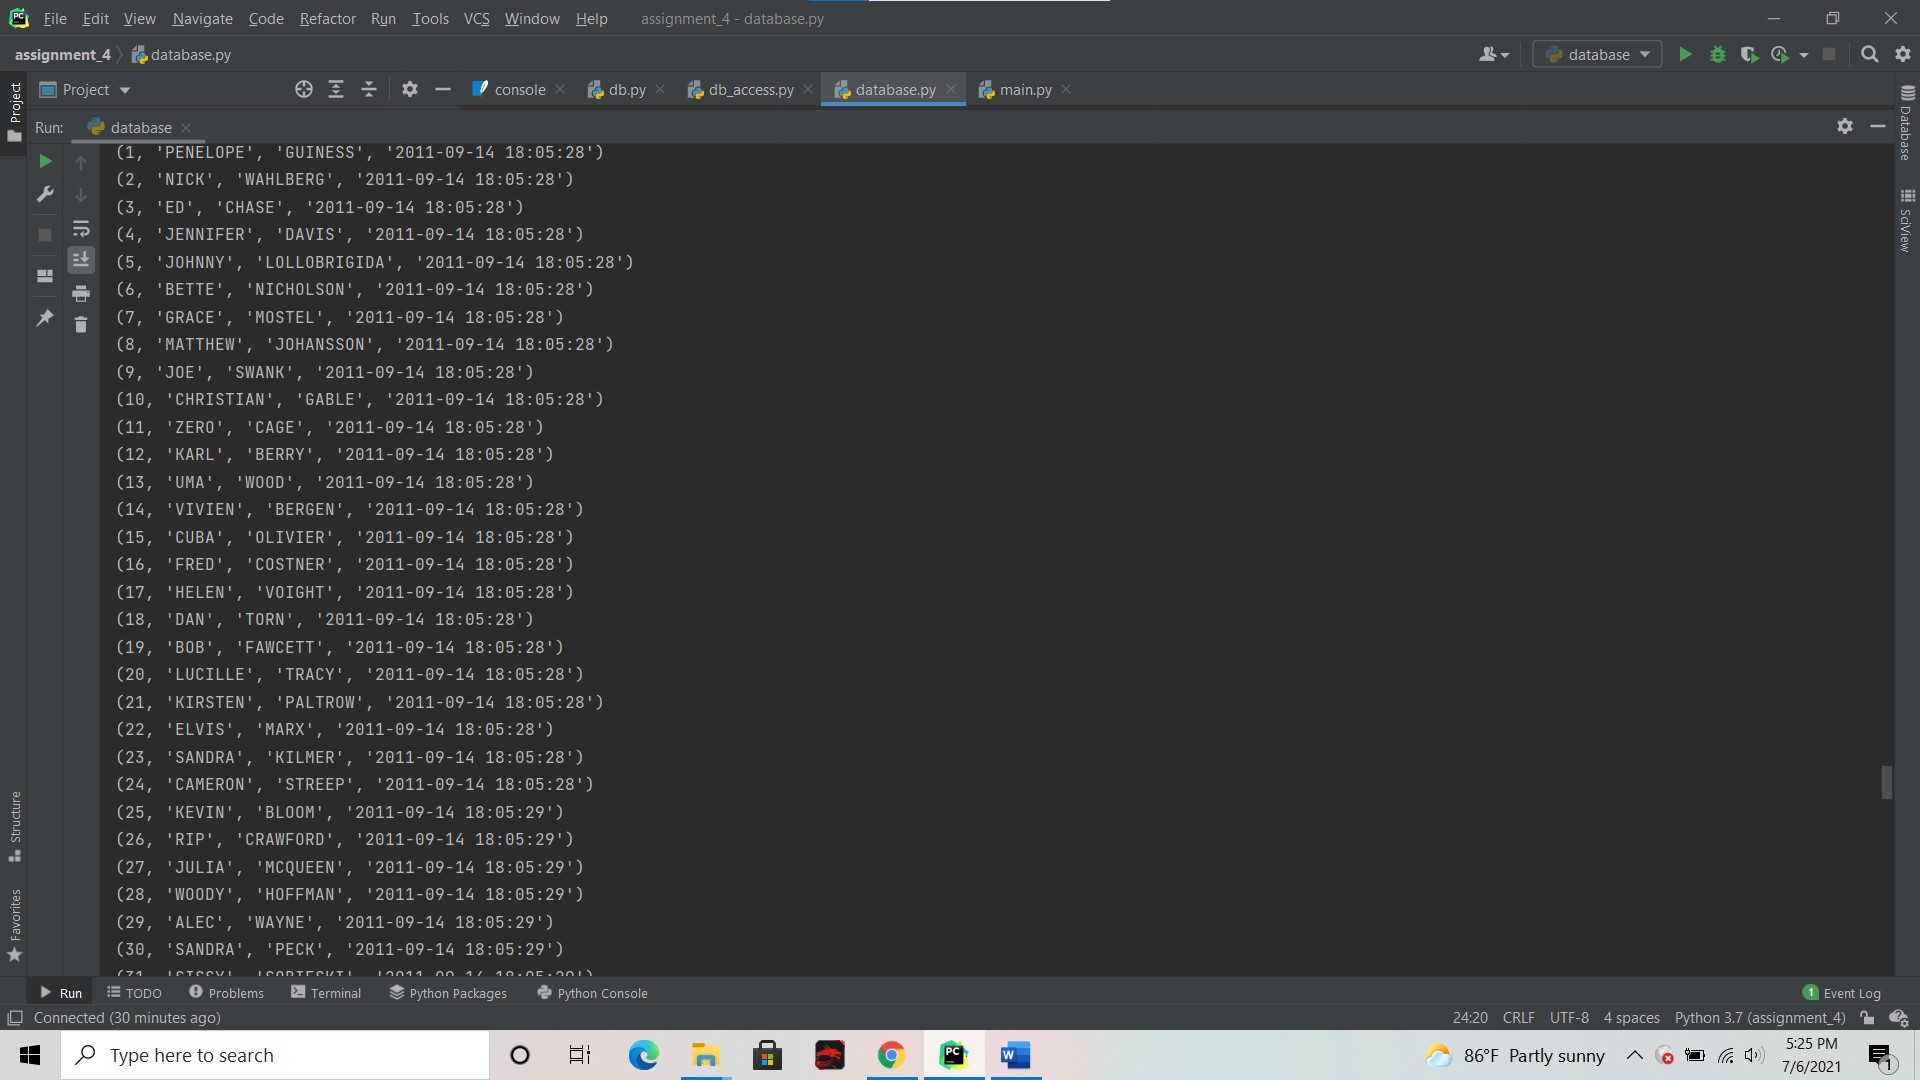 File Edit View Navigate Code Refactor Run Tools VCS Window Help assignment_4 - database.py
assignment_4 database.py database
Project console db.py db_access.py database.py main.py
Run: database
(1, 'PENELOPE', 'GUINESS', '2011-09-14 18:05:28')
(2, 'NICK', 'WAHLBERG', '2011-09-14 18:05:28')
(3, 'ED', 'CHASE', '2011-09-14 18:05:28')
(4, 'JENNIFER', 'DAVIS', '2011-09-14 18:05:28')
(5, 'JOHNNY', 'LOLLOBRIGIDA', '2011-09-14 18:05:28')
(6, 'BETTE', 'NICHOLSON', '2011-09-14 18:05:28')
(7, 'GRACE', 'MOSTEL', '2011-09-14 18:05:28')
(8, 'MATTHEW', 'JOHANSSON', '2011-09-14 18:05:28')
(9, 'JOE', 'SWANK', '2011-09-14 18:05:28')
(10, 'CHRISTIAN', 'GABLE', '2011-09-14 18:05:28')
(11, 'ZERO', 'CAGE', '2011-09-14 18:05:28')
(12, 'KARL', 'BERRY', '2011-09-14 18:05:28')
(13, 'UMA', 'WOOD', '2011-09-14 18:05:28')
(14, 'VIVIEN', 'BERGEN', '2011-09-14 18:05:28')
(15, 'CUBA', 'OLIVIER', '2011-09-14 18:05:28')
(16, 'FRED', 'COSTNER', '2011-09-14 18:05:28')
(17, 'HELEN', 'VOIGHT', '2011-09-14 18:05:28')
(18, 'DAN', 'TORN', '2011-09-14 18:05:28')
(19, 'BOB', 'FAWCETT', '2011-09-14 18:05:28')
(20, 'LUCILLE', 'TRACY', '2011-09-14 18:05:28')
(21, 'KIRSTEN', 'PALTROW', '2011-09-14 18:05:28')
(22, 'ELVIS', 'MARX', '2011-09-14 18:05:28')
(23, 'SANDRA', 'KILMER', '2011-09-14 18:05:28')
(24, 'CAMERON', 'STREEP', '2011-09-14 18:05:28')
(25, 'KEVIN', 'BLOOM', '2011-09-14 18:05:29')
(26, 'RIP', 'CRAWFORD', '2011-09-14 18:05:29')
(27, 'JULIA', 'MCQUEEN', '2011-09-14 18:05:29')
(28, 'WOODY', 'HOFFMAN', '2011-09-14 18:05:29')
(29, 'ALEC', 'WAYNE', '2011-09-14 18:05:29')
(30, 'SANDRA', 'PECK', '2011-09-14 18:05:29')
Project
Structure
Favorites
Database
SciView
Run TODO Problems Terminal Python Packages Python Console 1 Event Log
Connected (30 minutes ago) 24:20 CRLF UTF-8 4 spaces Python 3.7 (assignment_4)
Type here to search 86°F Partly sunny 5:25 PM
7/6/2021 1